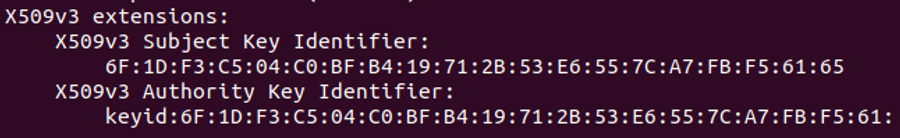 X509v3 extensions:
X509v3 Subject Key Identifier:
6F:1D:F3:C5:04:C0:BF:B4:19:71:2B:53:E6:55:7C:A7:FB:F5:61:65
X509v3 Authority Key Identifier:
keyid:6F:1D:F3:C5:04:C0:BF:B4:19:71:2B:53:E6:55:7C:A7:FB:F5:61: